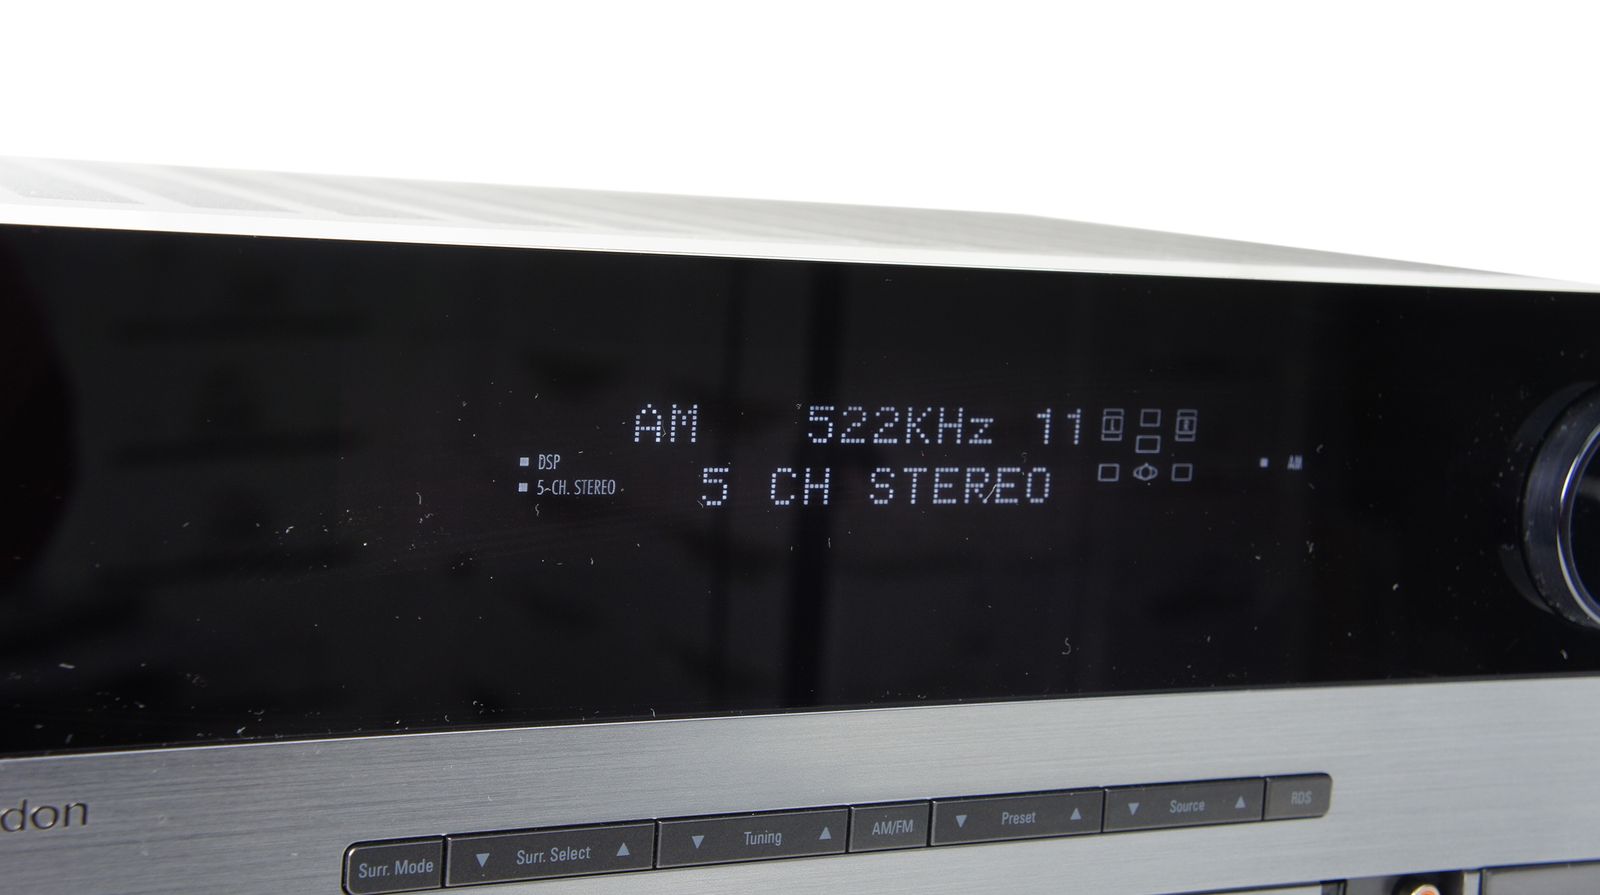 AM 522KHz 11
L R
DSP
5-CH. STEREO
5 CH STEREO
AM
don
Surr. Mode
▼ Surr. Select ▲
▼ Tuning ▲
AM/FM
▼ Preset ▲
▼ Source ▲
RDS